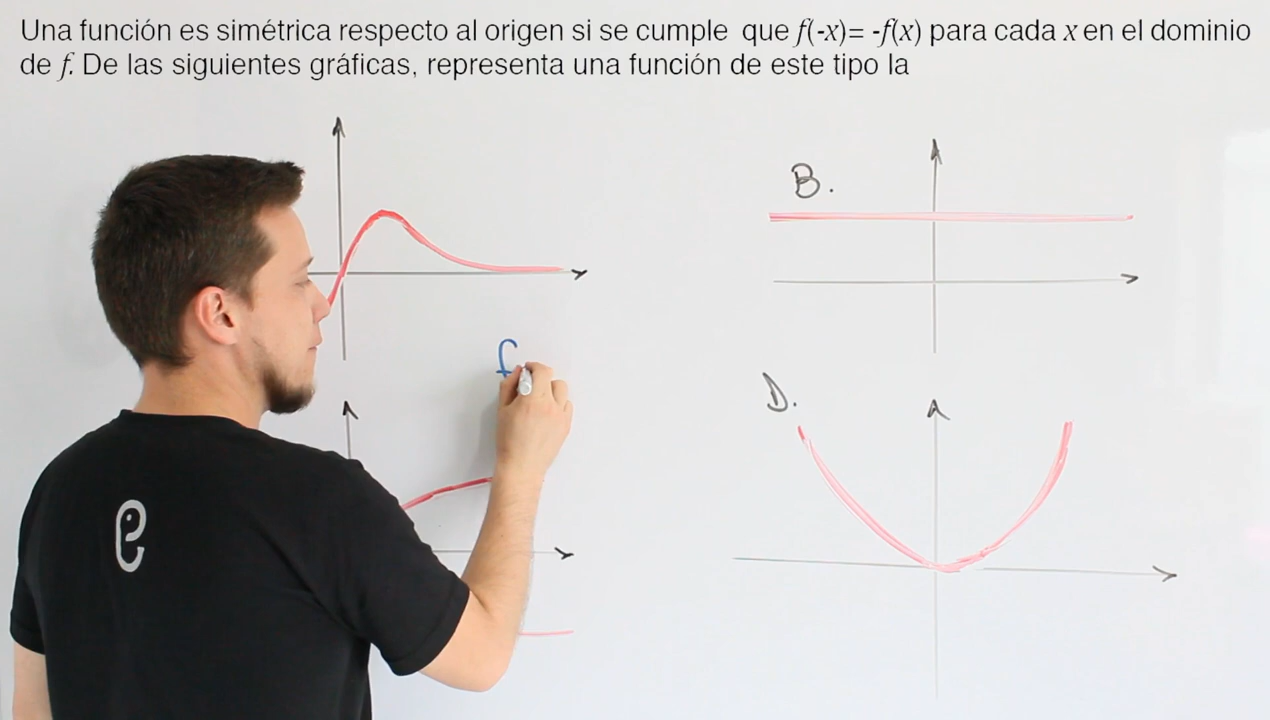 Una función es simétrica respecto al origen si se cumple que f(-x)= -f(x) para cada x en el dominio
de f. De las siguientes gráficas, representa una función de este tipo la
B.
f
D.
e